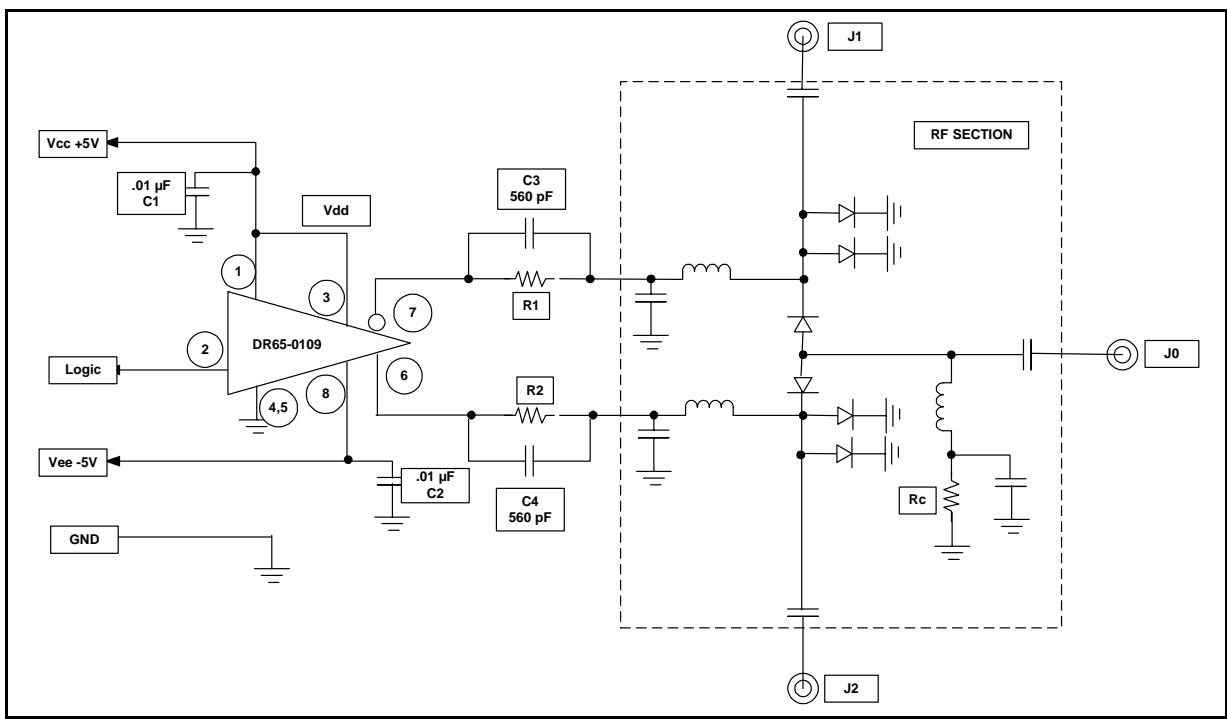 J1
RF SECTION
Vcc +5V
.01 µF
C1
Vdd
C3
560 pF
R1
1
3
7
2
DR65-0109
6
Logic
4,5
8
J0
R2
Vee -5V
.01 µF
C2
C4
560 pF
Rc
GND
J2